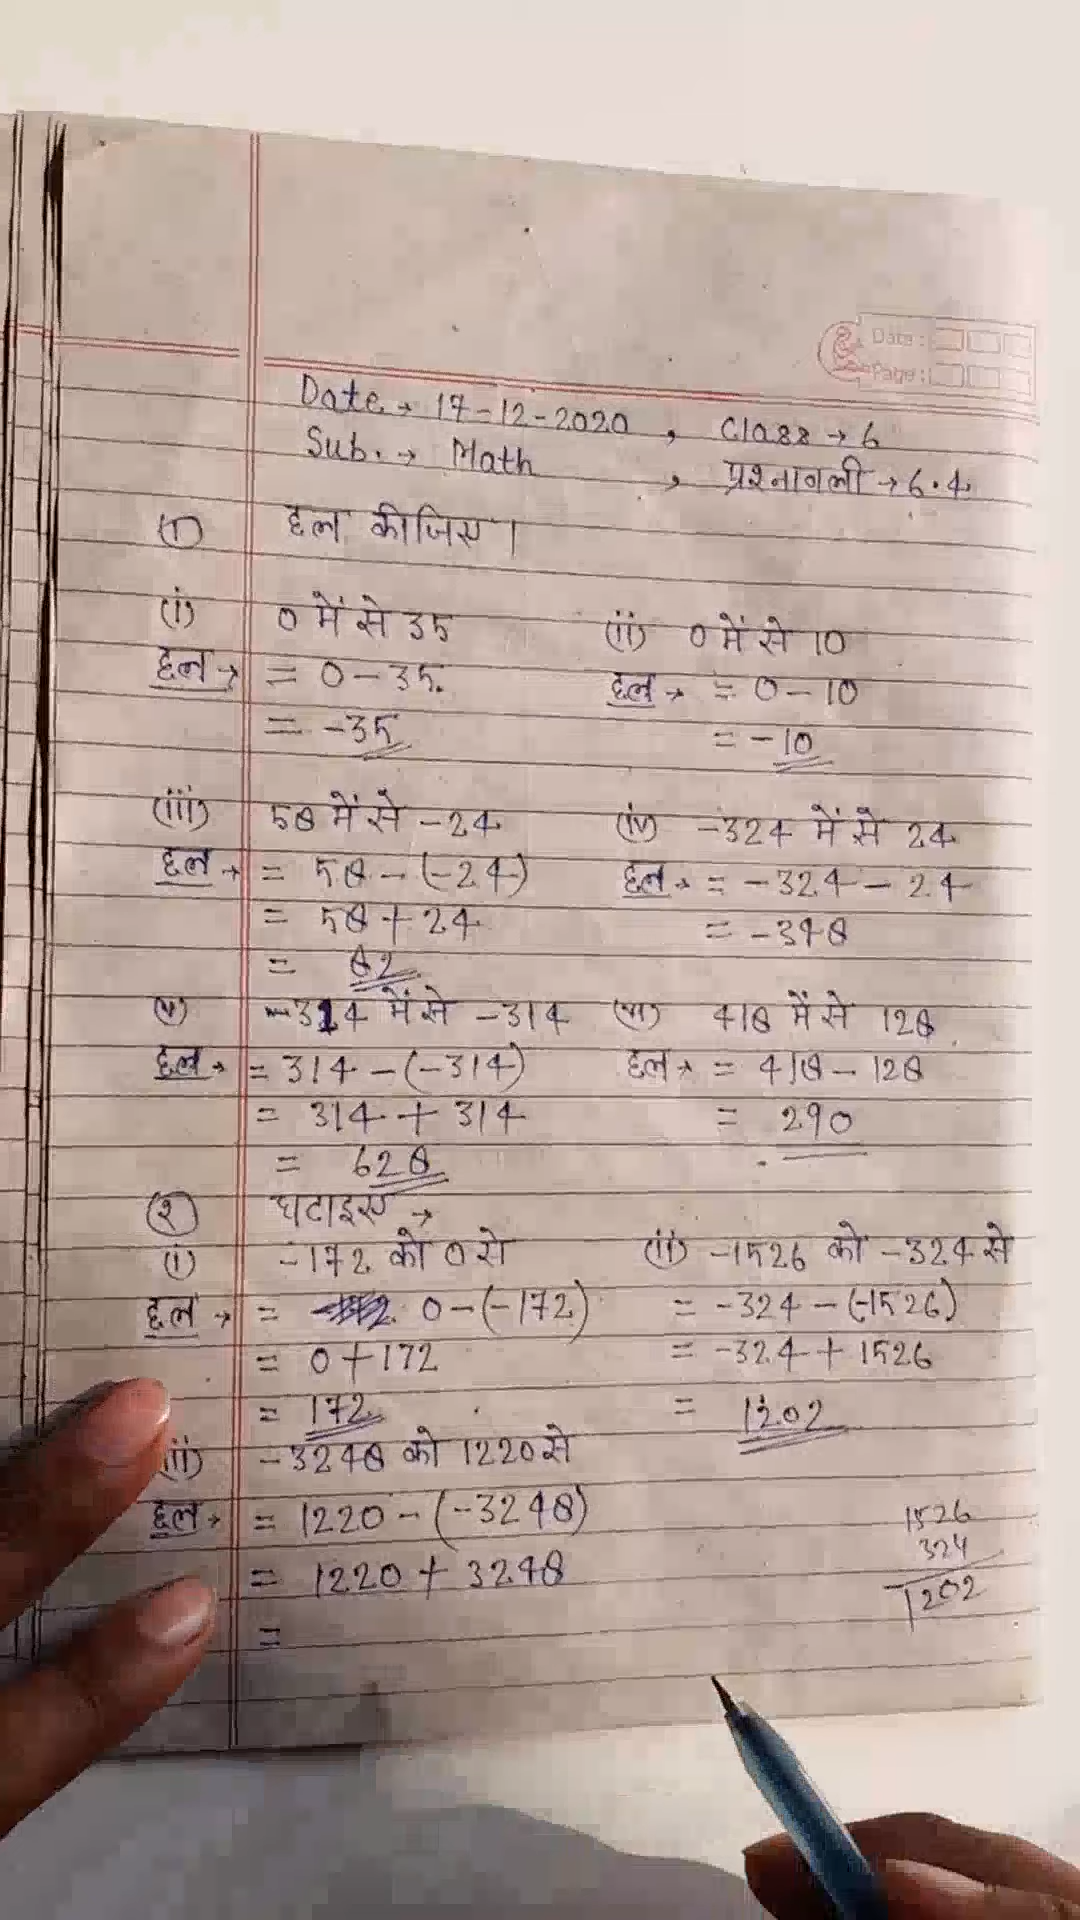 Date :
Page :
Date → 17-12-2020 , Class → 6
Sub. → Math , प्रश्नावली → 6.4
(1) हल कीजिए।
(i) 0 में से 35
हल → = 0 - 35.
= -35
(ii) 0 में से 10
हल → = 0 - 10
= -10
(iii) 58 में से -24
हल → = 58 - (-24)
= 58 + 24
= 82
(iv) -324 में से 24
हल → = -324 - 24
= -348
(v) -314 में से -314
हल → = 314 - (-314)
= 314 + 314
= 628
(vi) 418 में से 128
हल → = 418 - 128
= 290
(2) घटाइए →
(i) -172 को 0 से
हल → = 0 - (-172)
= 0 + 172
= 172
(ii) -1526 को -324 से
= -324 - (-1526)
= -324 + 1526
= 1202
(ii) -3248 को 1220 से
हल → = 1220 - (-3248)
= 1220 + 3248
=
1526
324
1202